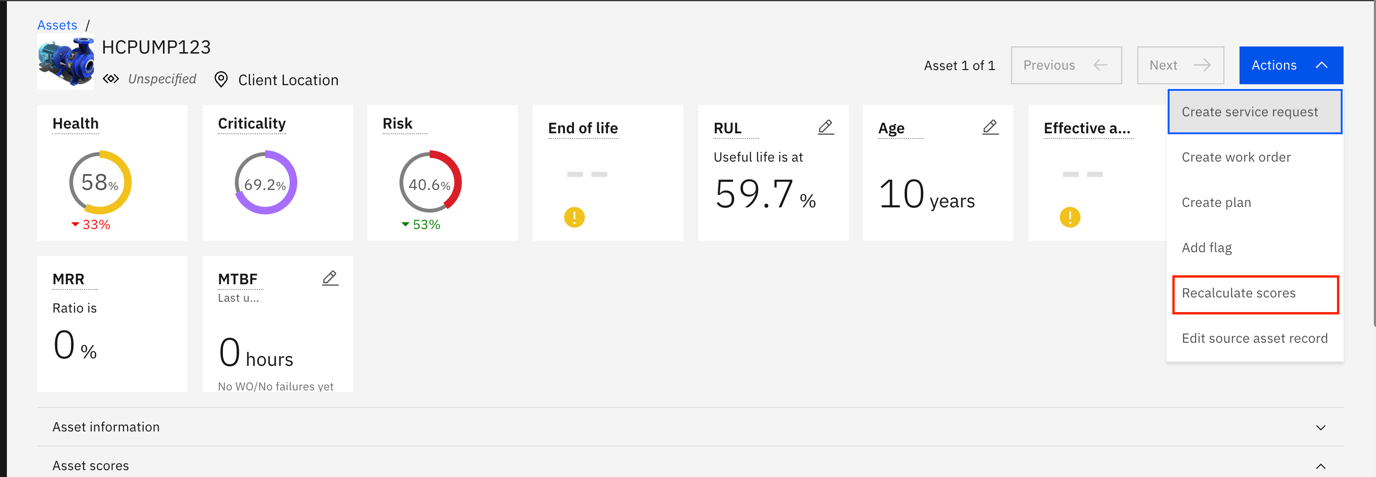 Assets /
HCPUMP123
Unspecified Client Location
Asset 1 of 1 Previous Next Actions
Create service request
Create work order
Create plan
Add flag
Recalculate scores
Edit source asset record
Health
58%
33%
Criticality
69.2%
Risk
40.6%
53%
End of life
RUL
Useful life is at
59.7 %
Age
10 years
Effective a...
MRR
Ratio is
0 %
MTBF
Last u...
0 hours
No WO/No failures yet
Asset information
Asset scores